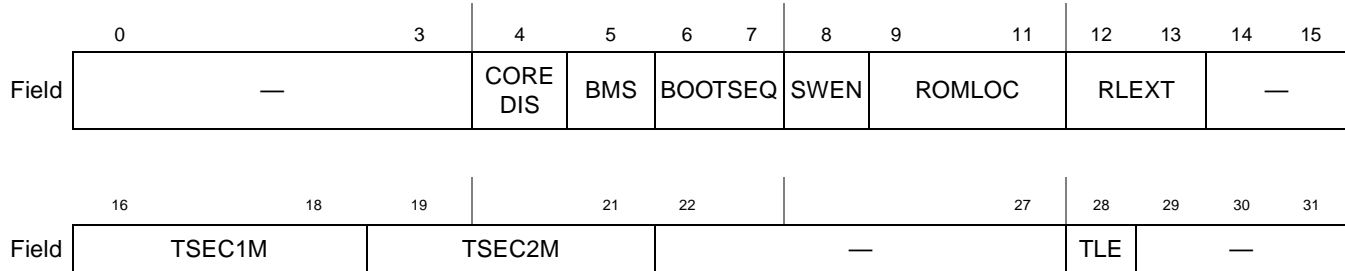 0 3 4 5 6 7 8 9 11 12 13 14 15
Field — CORE DIS BMS BOOTSEQ SWEN ROMLOC RLEXT —
16 18 19 21 22 27 28 29 30 31
Field TSEC1M TSEC2M — TLE —